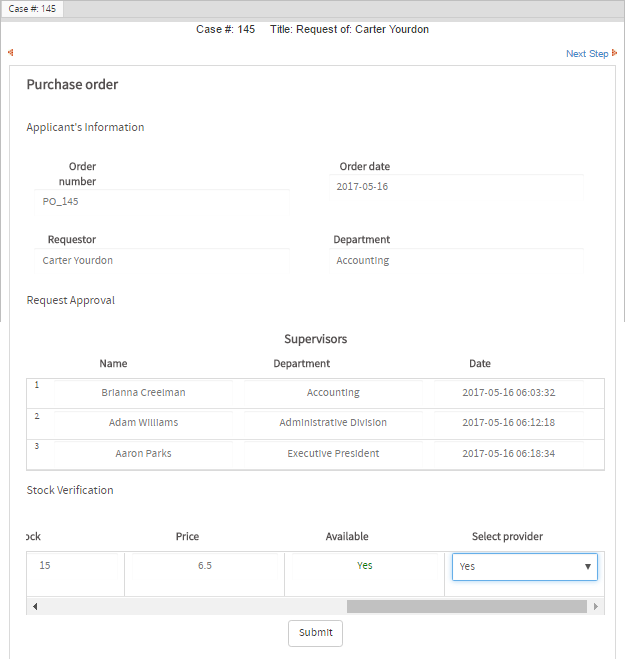 Case #: 145
Case #: 145 Title: Request of: Carter Yourdon
Next Step
Purchase order
Applicant's Information
Order number Order date
PO_145 2017-05-16
Requestor Department
Carter Yourdon Accounting
Request Approval
Supervisors
Name Department Date
1 Brianna Creelman Accounting 2017-05-16 06:03:32
2 Adam Williams Administrative Division 2017-05-16 06:12:18
3 Aaron Parks Executive President 2017-05-16 06:18:34
Stock Verification
ock Price Available Select provider
15 6.5 Yes Yes
Submit